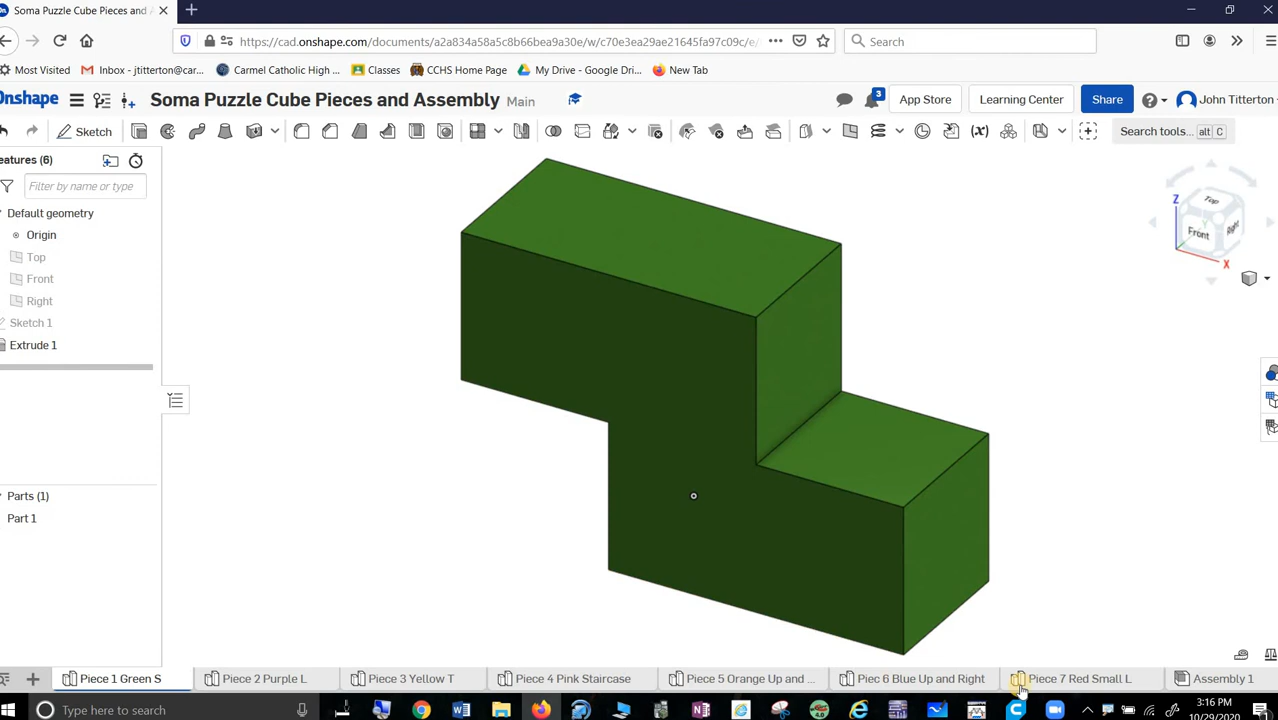 Soma Puzzle Cube Pieces and A
https://cad.onshape.com/documents/a2a834a58a5c8b66bea9a30e/w/c70e3ea29ae21645fa97c09c/e/
Search
Most Visited
Inbox - jtitterton@car...
Carmel Catholic High ...
Classes
CCHS Home Page
My Drive - Google Dri...
New Tab
Onshape
Soma Puzzle Cube Pieces and Assembly
Main
3
App Store
Learning Center
Share
John Titterton
Sketch
(x)
Search tools...
alt C
eatures (6)
Filter by name or type
Default geometry
Origin
Top
Front
Right
Sketch 1
Extrude 1
Parts (1)
Part 1
Z
Top
Front
Right
Y
X
Piece 1 Green S
Piece 2 Purple L
Piece 3 Yellow T
Piece 4 Pink Staircase
Piece 5 Orange Up and ...
Piec 6 Blue Up and Right
Piece 7 Red Small L
Assembly 1
Type here to search
3:16 PM
10/29/2020